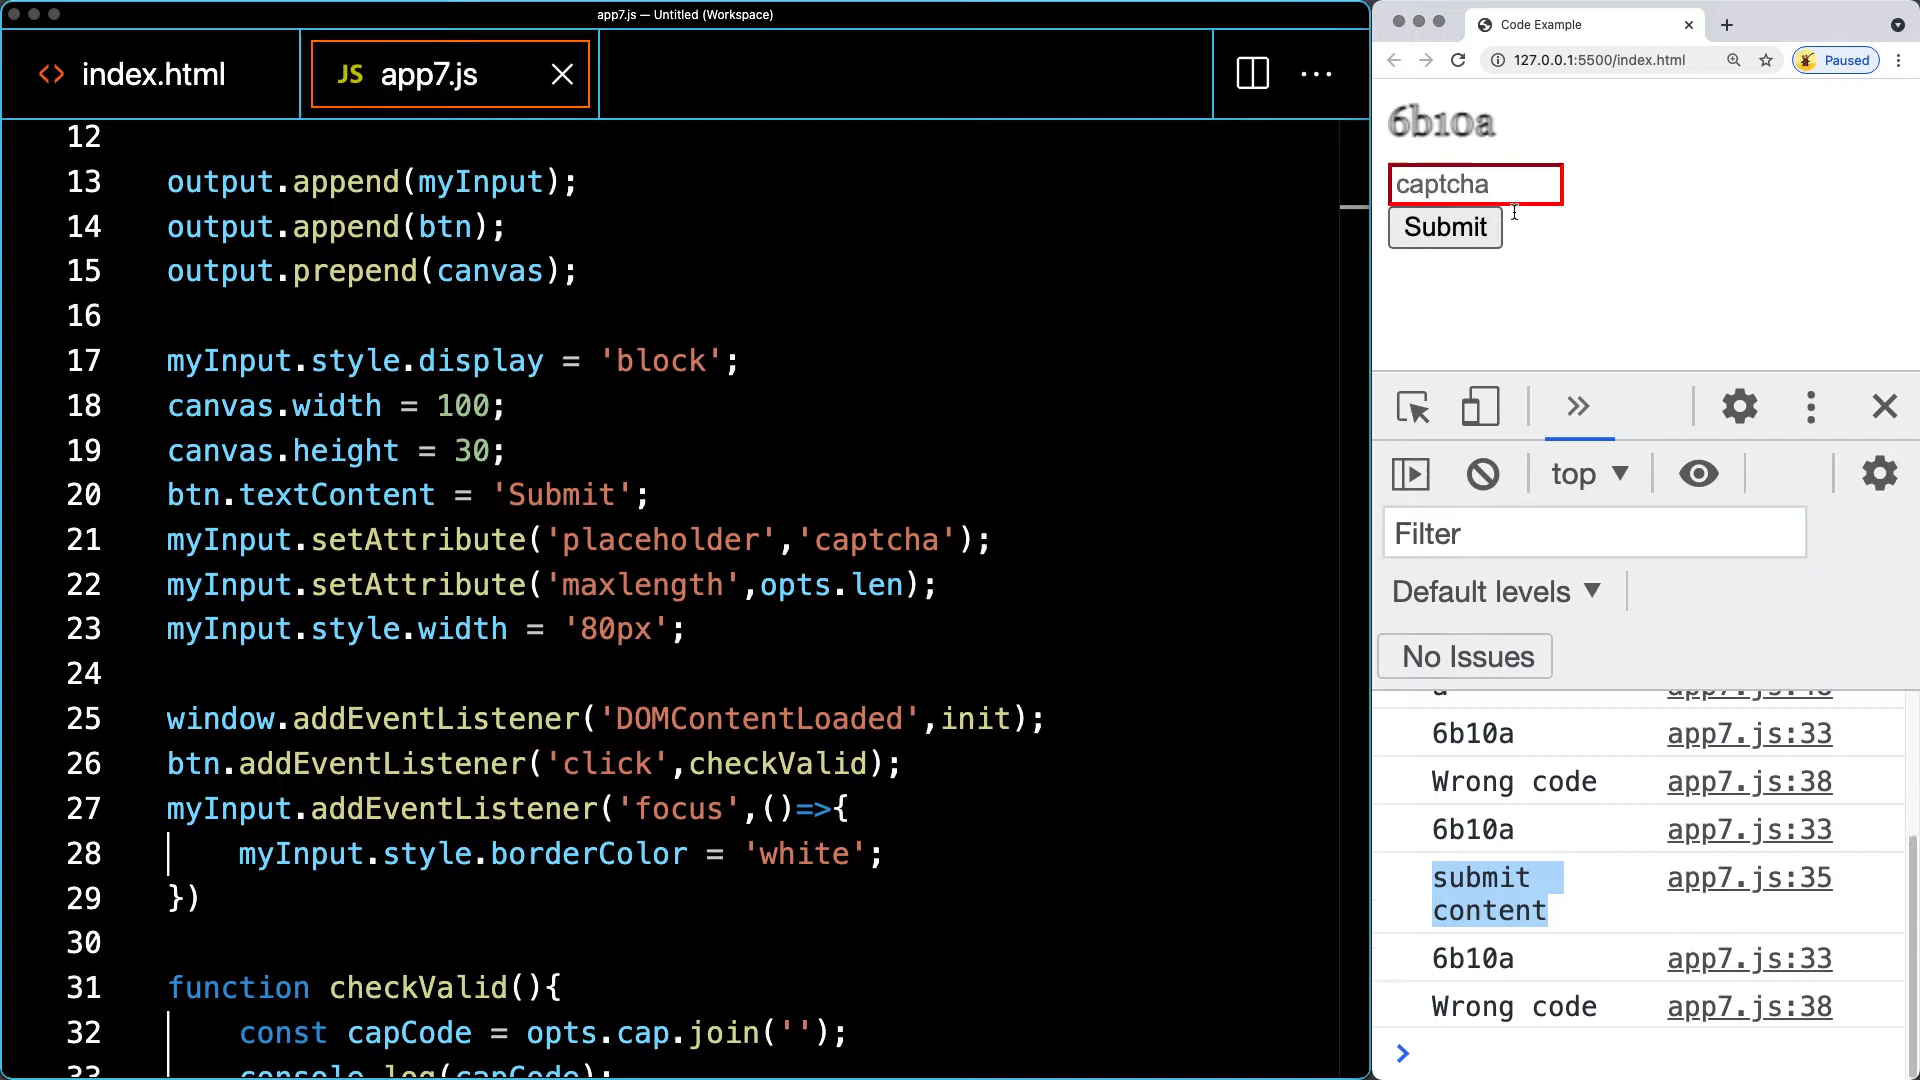 app7.js — Untitled (Workspace)
<> index.html
JS app7.js
12
13 output.append(myInput);
14 output.append(btn);
15 output.prepend(canvas);
16
17 myInput.style.display = 'block';
18 canvas.width = 100;
19 canvas.height = 30;
20 btn.textContent = 'Submit';
21 myInput.setAttribute('placeholder','captcha');
22 myInput.setAttribute('maxlength',opts.len);
23 myInput.style.width = '80px';
24
25 window.addEventListener('DOMContentLoaded',init);
26 btn.addEventListener('click',checkValid);
27 myInput.addEventListener('focus',()=>{
28 myInput.style.borderColor = 'white';
29 })
30
31 function checkValid(){
32 const capCode = opts.cap.join('');
33 console.log(capCode);
Code Example
127.0.0.1:5500/index.html
Paused
6b10a
captcha
Submit
top
Filter
Default levels
No Issues
6b10a app7.js:33
Wrong code app7.js:38
6b10a app7.js:33
submit app7.js:35
content
6b10a app7.js:33
Wrong code app7.js:38